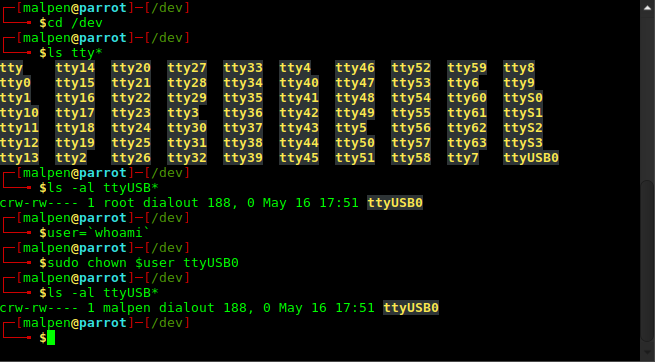 ┌─[malpen@parrot]─[/dev]
└──╼ $cd /dev
┌─[malpen@parrot]─[/dev]
└──╼ $ls tty*
tty    tty14  tty20  tty27  tty33  tty4   tty46  tty52  tty59  tty8
tty0   tty15  tty21  tty28  tty34  tty40  tty47  tty53  tty6   tty9
tty1   tty16  tty22  tty29  tty35  tty41  tty48  tty54  tty60  ttyS0
tty10  tty17  tty23  tty3   tty36  tty42  tty49  tty55  tty61  ttyS1
tty11  tty18  tty24  tty30  tty37  tty43  tty5   tty56  tty62  ttyS2
tty12  tty19  tty25  tty31  tty38  tty44  tty50  tty57  tty63  ttyS3
tty13  tty2   tty26  tty32  tty39  tty45  tty51  tty58  tty7   ttyUSB0
┌─[malpen@parrot]─[/dev]
└──╼ $ls -al ttyUSB*
crw-rw---- 1 root dialout 188, 0 May 16 17:51 ttyUSB0
┌─[malpen@parrot]─[/dev]
└──╼ $user=`whoami`
┌─[malpen@parrot]─[/dev]
└──╼ $sudo chown $user ttyUSB0
┌─[malpen@parrot]─[/dev]
└──╼ $ls -al ttyUSB*
crw-rw---- 1 malpen dialout 188, 0 May 16 17:51 ttyUSB0
┌─[malpen@parrot]─[/dev]
└──╼ $